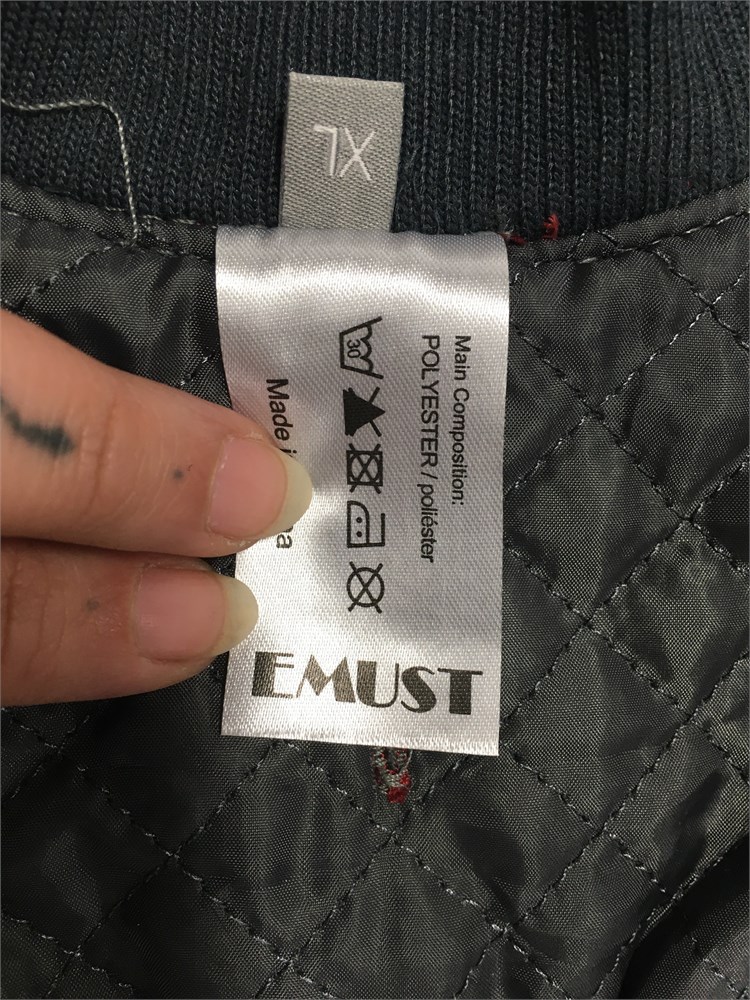 XL
Main Composition:
POLYESTER / poliéster
30
Made
EMUST